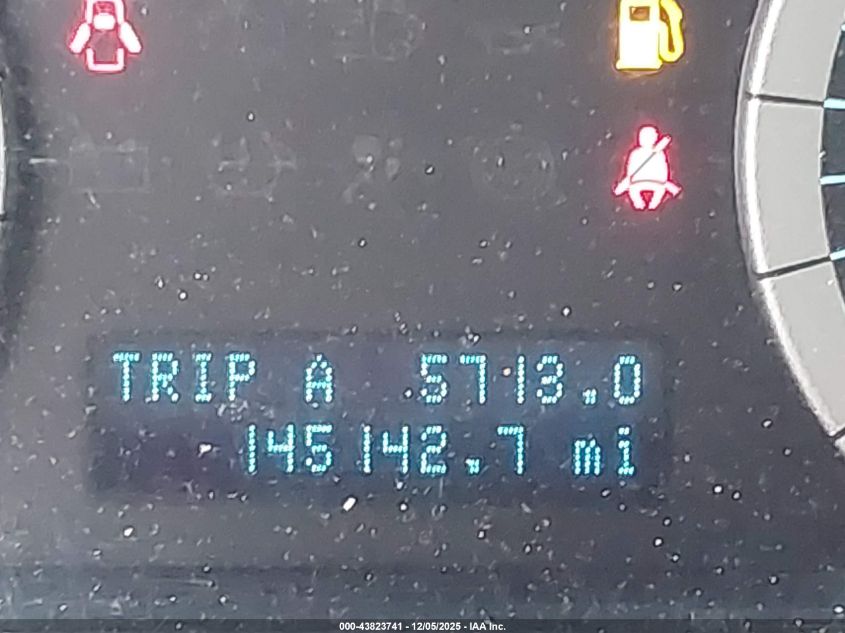 TRIP A 5713.0
145142.7 mi
000-43823741 - 12/05/2025 - IAA Inc.